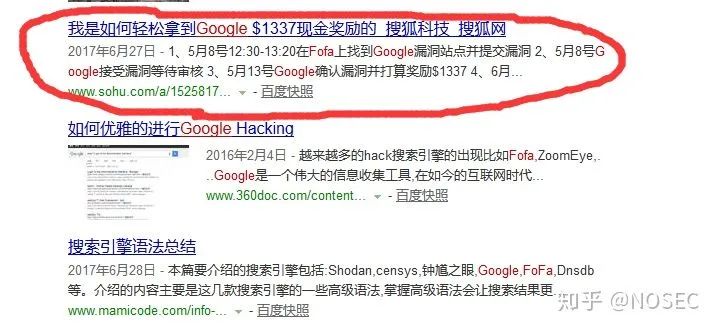 我是如何轻松拿到Google $1337现金奖励的_搜狐科技_搜狐网
2017年6月27日 - 1、5月8号12:30-13:20在Fofa上找到Google漏洞站点并提交漏洞 2、5月8号G
oogle接受漏洞等待审核 3、5月13号Google确认漏洞并打算奖励$1337 4、6月...
www.sohu.com/a/1525817... - 百度快照
如何优雅的进行Google Hacking
2016年2月4日 - 越来越多的hack搜索引擎的出现比如Fofa,ZoomEye,.
..Google是一个伟大的信息收集工具,在如今的互联网时代...
www.360doc.com/content... - 百度快照
搜索引擎语法总结
2017年6月28日 - 本篇要介绍的搜索引擎包括:Shodan,censys,钟馗之眼,Google,FoFa,Dnsdb
等。介绍的内容主要是这几款搜索引擎的一些高级语法,掌握高级语法会让搜索结果更...
www.mamicode.com/info-... - 百度快照
知乎 @NOSEC